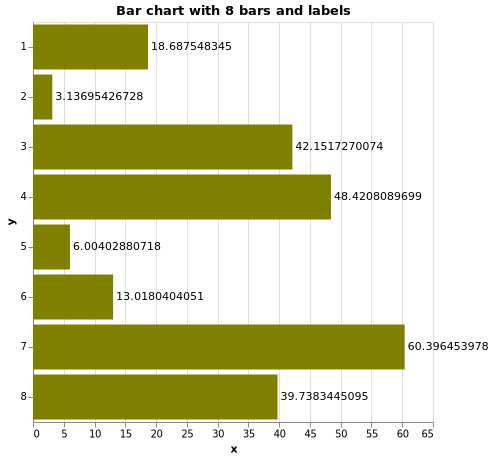 Bar chart with 8 bars and labels
1 18.687548345
2 3.13695426728
3 42.1517270074
4 48.4208089699
y
5 6.00402880718
6 13.0180404051
7 60.396453978
8 39.7383445095
0 5 10 15 20 25 30 35 40 45 50 55 60 65
x